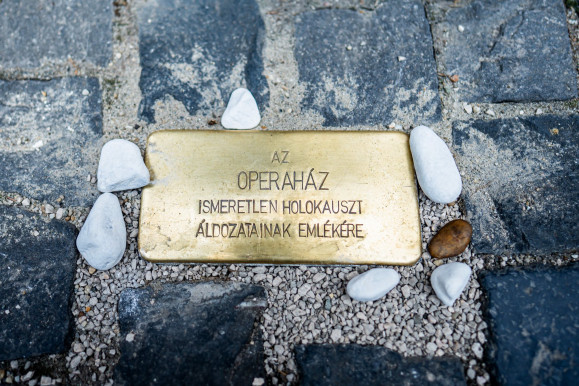 AZ
OPERAHÁZ
ISMERETLEN HOLOKAUSZT
ÁLDOZATAINAK EMLÉKÉRE